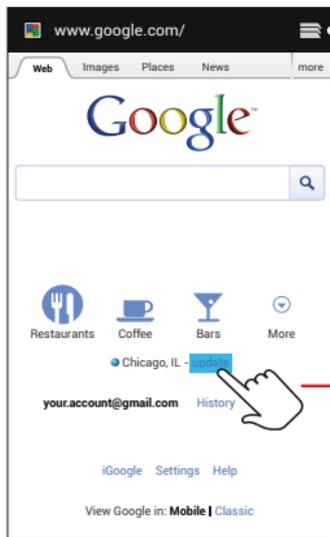 www.google.com/
Web Images Places News more
Google™
Restaurants Coffee Bars More
Chicago, IL - update
your.account@gmail.com History
iGoogle Settings Help
View Google in: Mobile | Classic